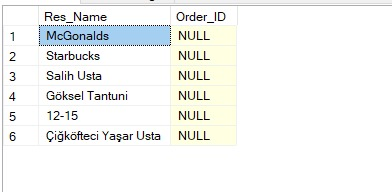 Res_Name Order_ID
1 McGonalds NULL
2 Starbucks NULL
3 Salih Usta NULL
4 Göksel Tantuni NULL
5 12-15 NULL
6 Çiğköfteci Yaşar Usta NULL